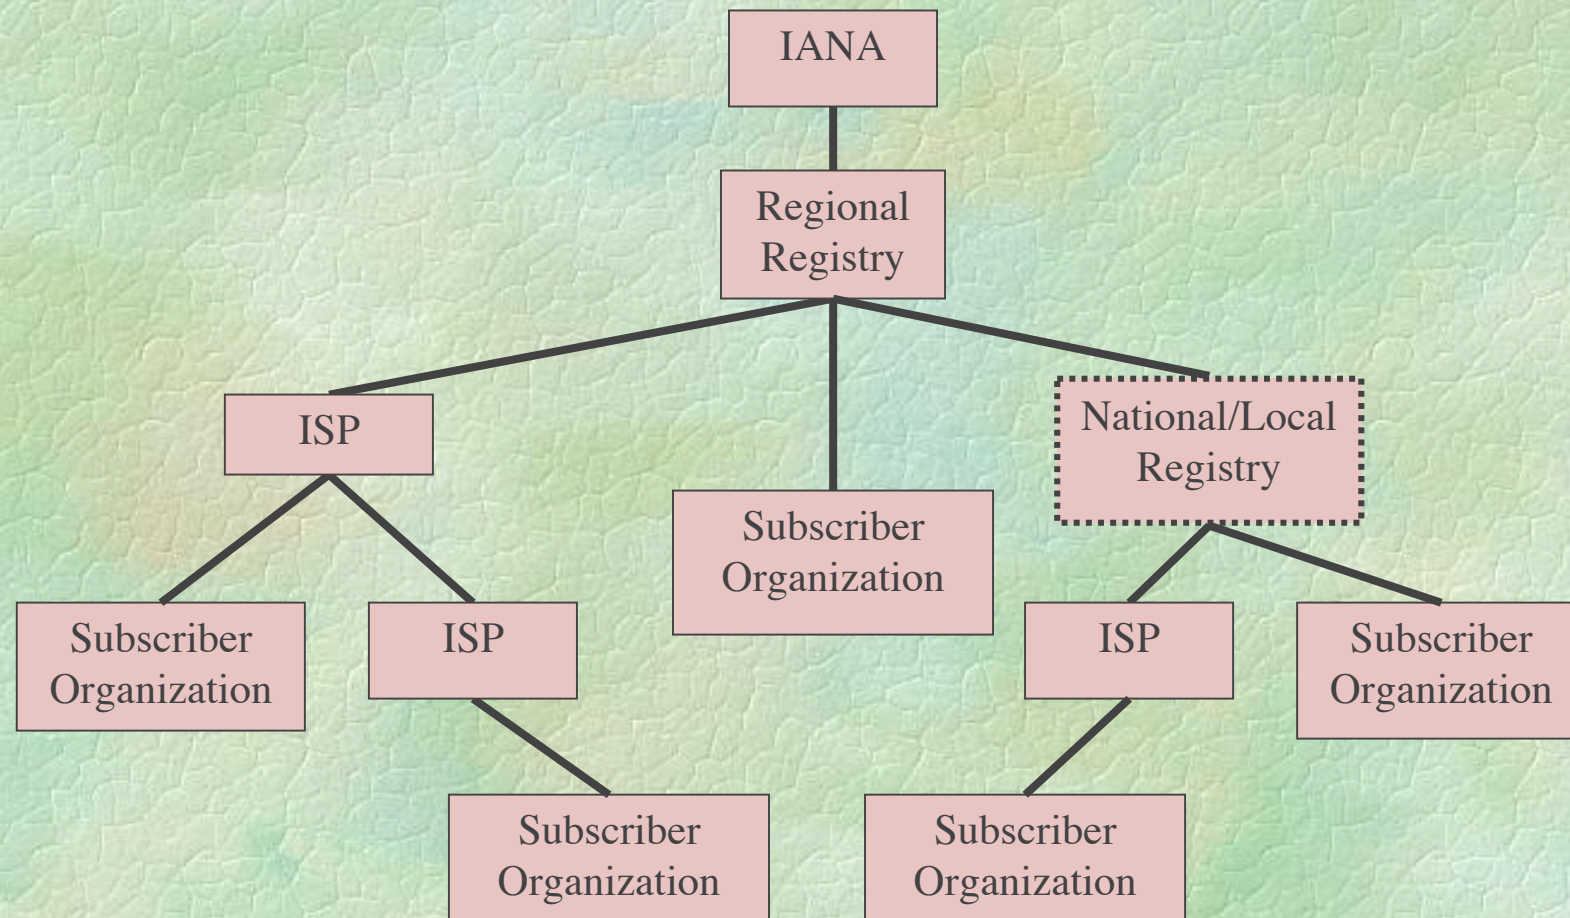 IANA
Regional
Registry
ISP
National/Local
Registry
Subscriber
Organization
Subscriber
Organization
ISP
ISP
Subscriber
Organization
Subscriber
Organization
Subscriber
Organization